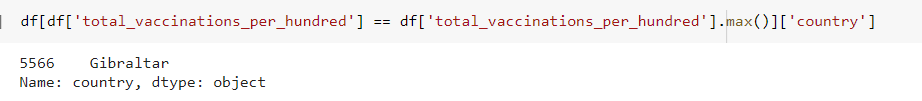 df[df['total_vaccinations_per_hundred'] == df['total_vaccinations_per_hundred'].max()]['country']
5566    Gibraltar
Name: country, dtype: object